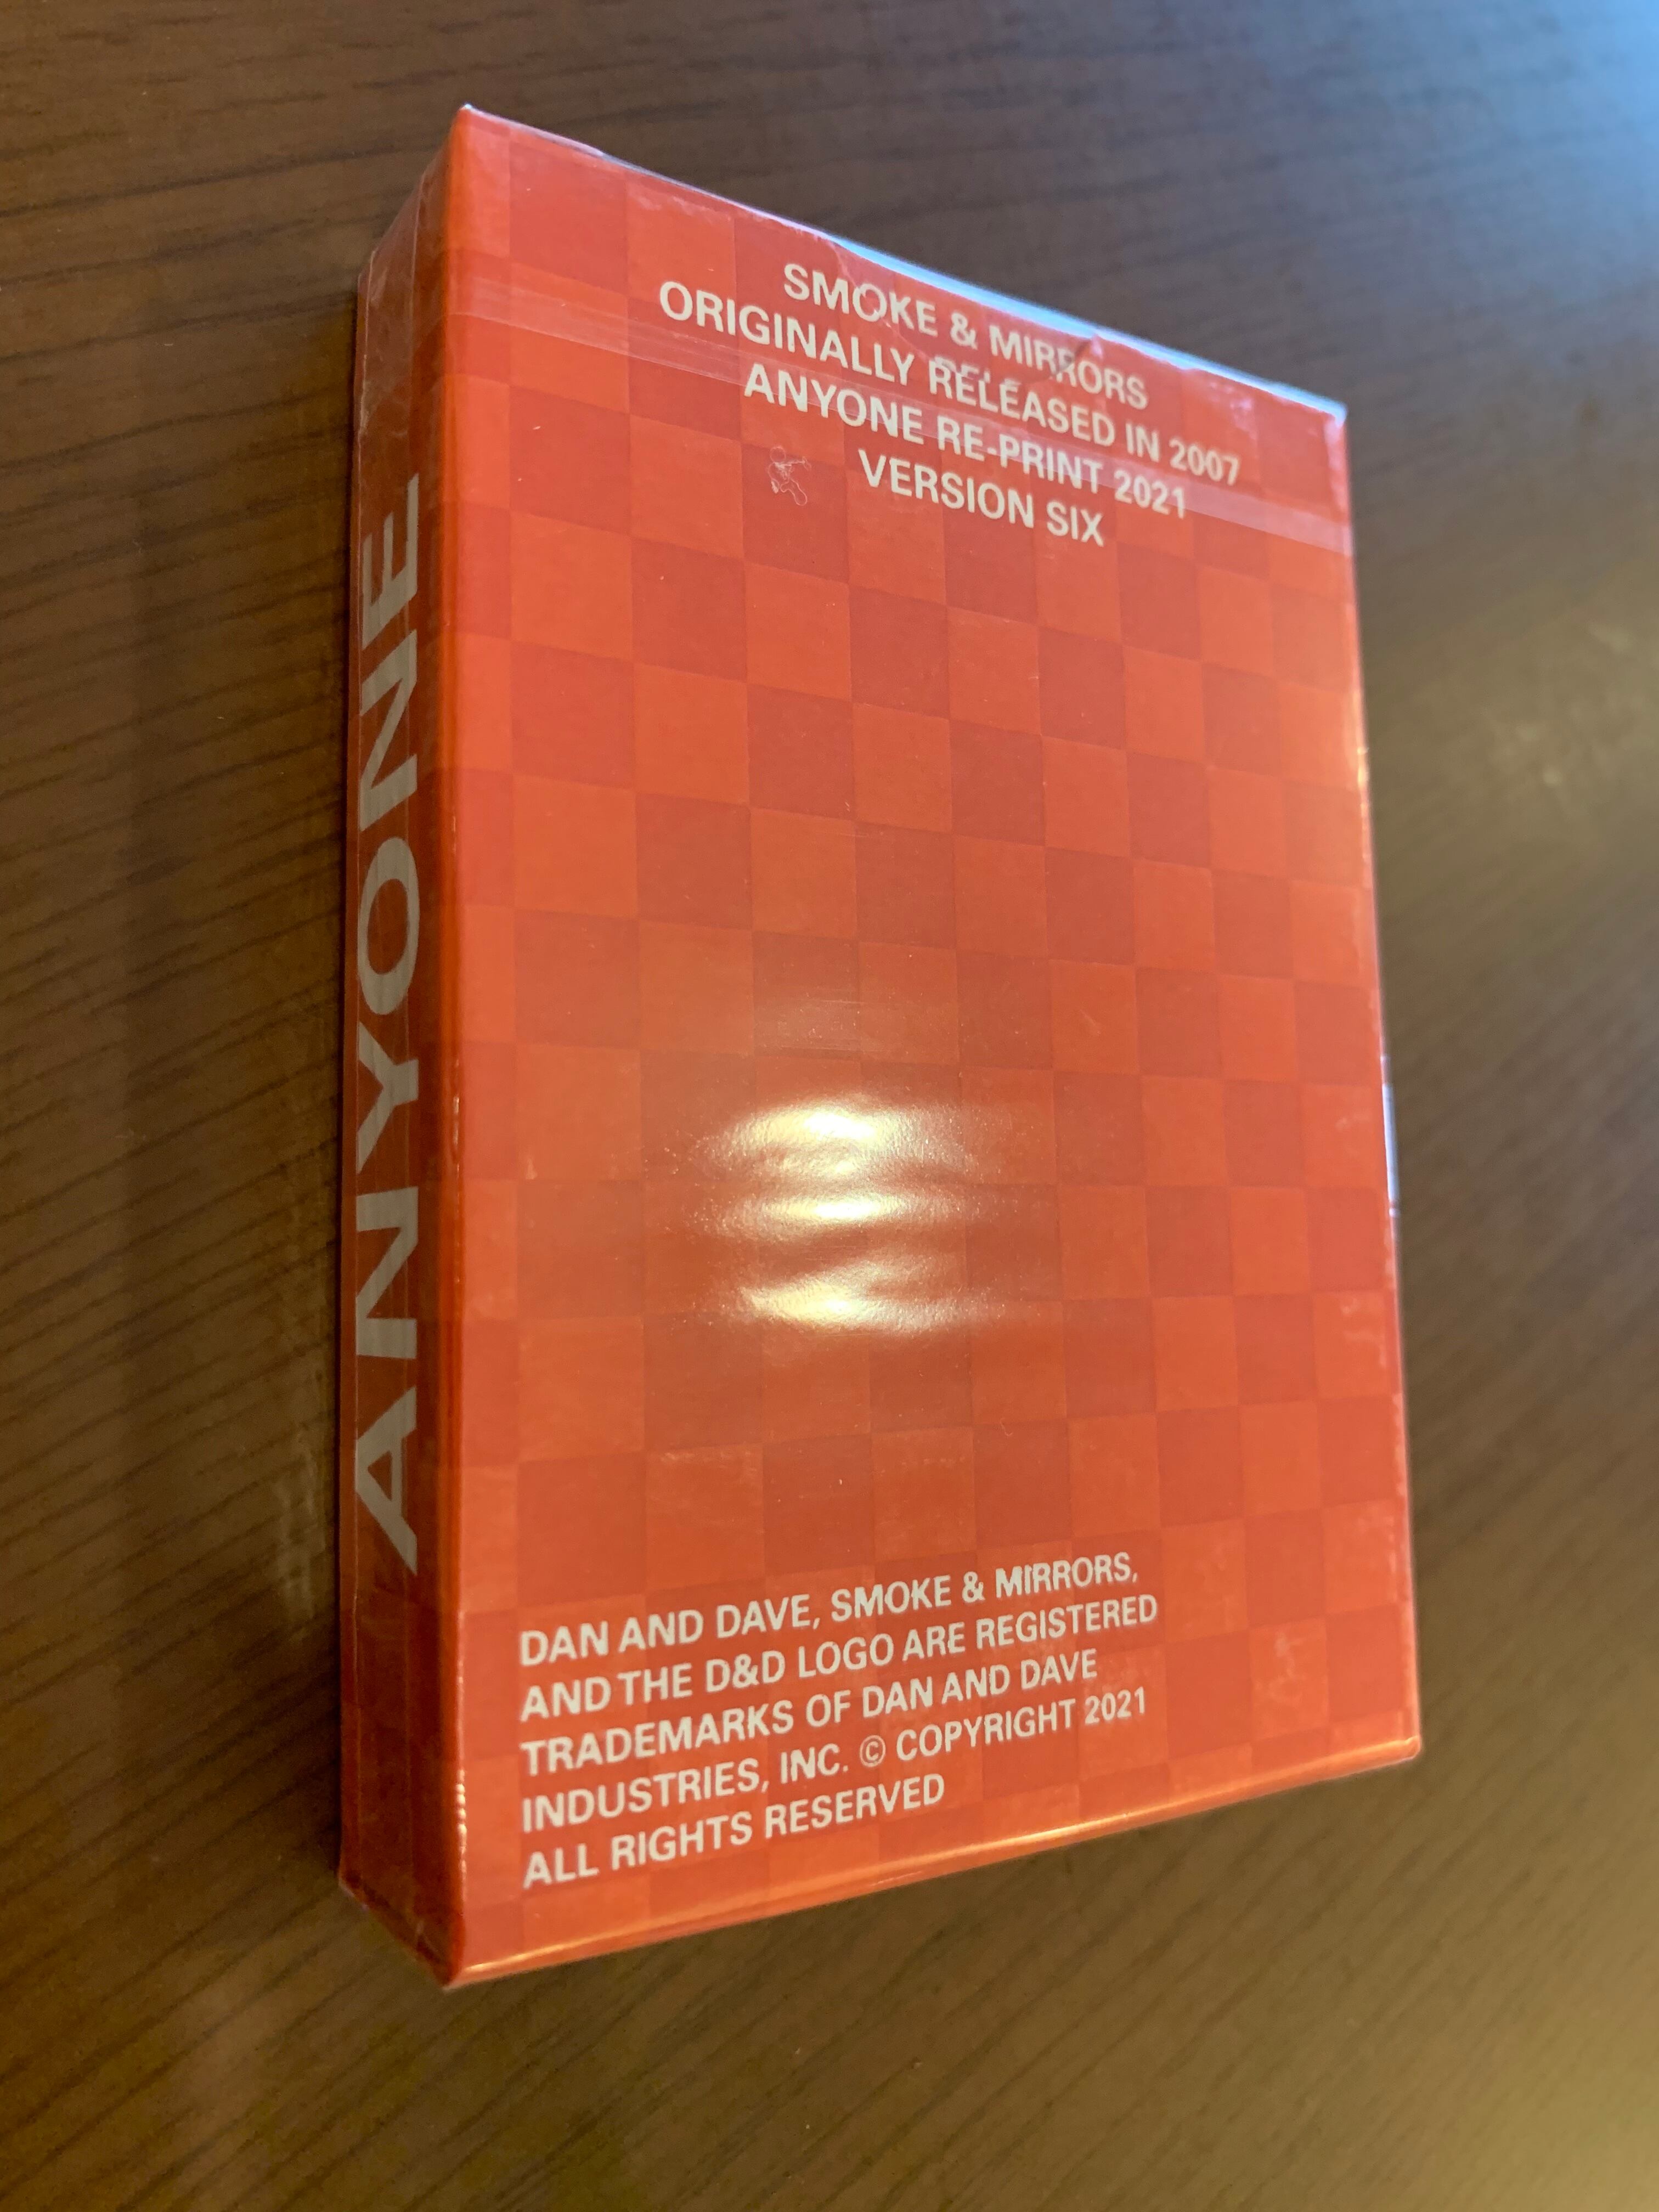 SMOKE & MIRRORS
ORIGINALLY RELEASED IN 2007
ANYONE RE-PRINT 2021
VERSION SIX
ANYONE
DAN AND DAVE, SMOKE & MIRRORS,
AND THE D&D LOGO ARE REGISTERED
TRADEMARKS OF DAN AND DAVE
INDUSTRIES, INC. © COPYRIGHT 2021
ALL RIGHTS RESERVED